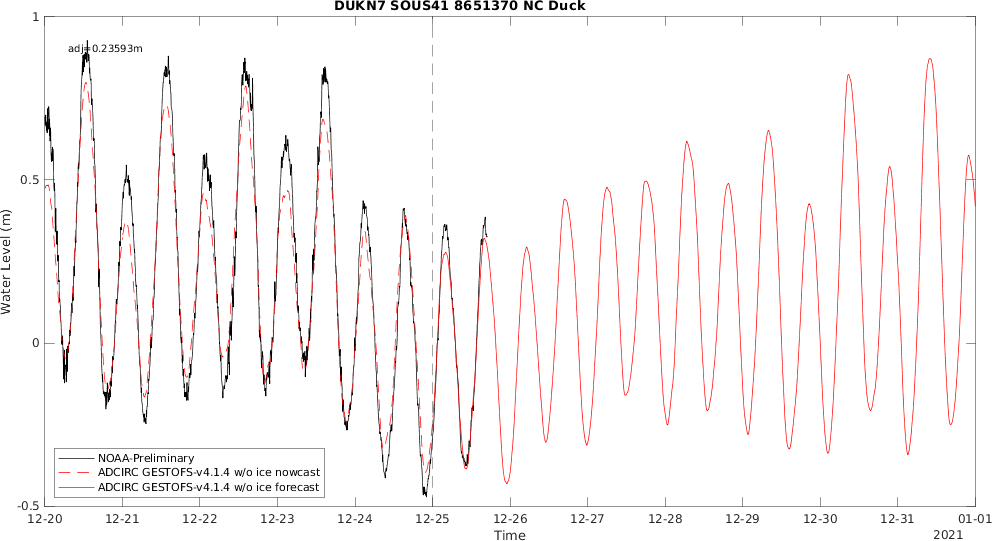 DUKN7 SOUS41 8651370 NC Duck
adj=0.23593m
1
0.5
0
-0.5
Water Level (m)
NOAA-Preliminary
ADCIRC GESTOFS-v4.1.4 w/o ice nowcast
ADCIRC GESTOFS-v4.1.4 w/o ice forecast
12-20 12-21 12-22 12-23 12-24 12-25 12-26 12-27 12-28 12-29 12-30 12-31 01-01
Time
2021